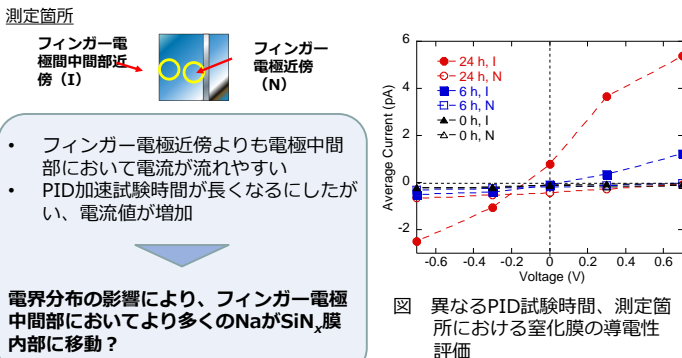 測定箇所
フィンガー電
極間中間部近
傍（I）
フィンガー
電極近傍
（N）
• フィンガー電極近傍よりも電極中間
部において電流が流れやすい
• PID加速試験時間が長くなるにしたが
い、電流値が増加
電界分布の影響により、フィンガー電極
中間部においてより多くのNaがSiNx膜
内部に移動？
6
4
2
0
-2
Average Current (pA)
24 h, I
24 h, N
6 h, I
6 h, N
0 h, I
0 h, N
-0.6 -0.4 -0.2 0 0.2 0.4 0.6
Voltage (V)
図 異なるPID試験時間、測定箇
所における窒化膜の導電性
評価